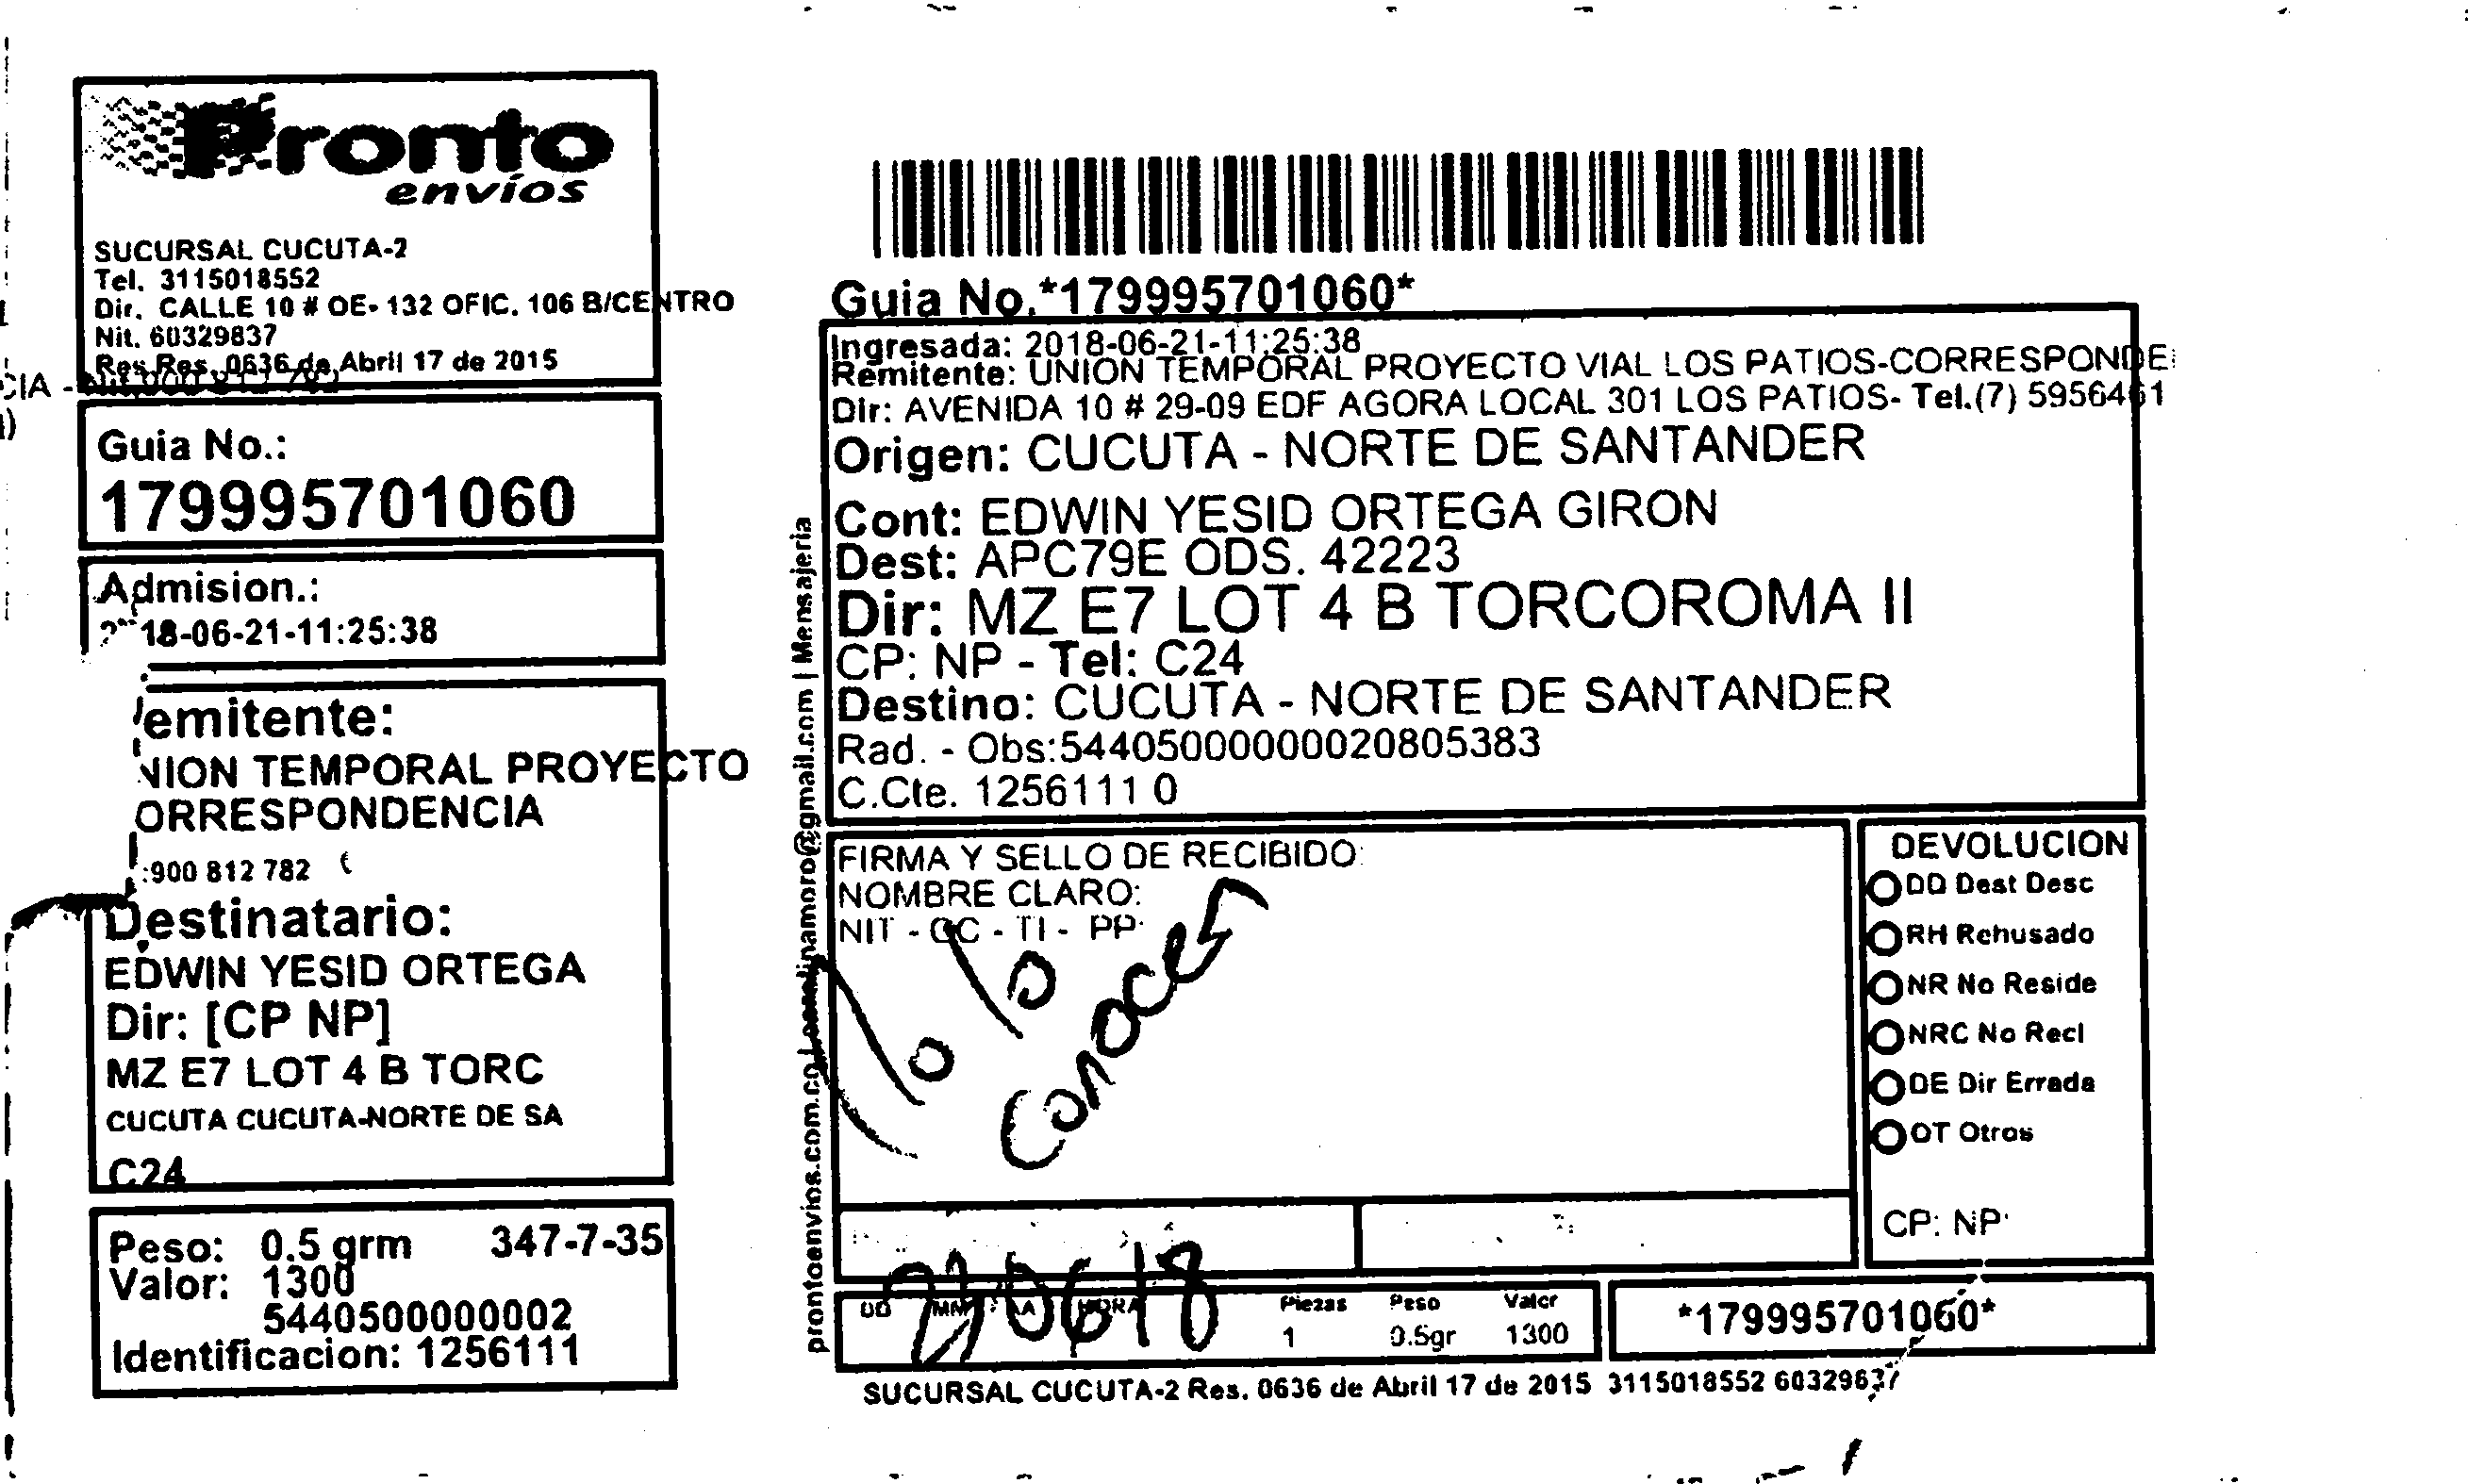 Pronto
envíos
SUCURSAL CUCUTA-2
Tel. 3115018552
Dir. CALLE 10 # OE- 132 OFIC. 106 B/CENTRO
Nit. 60329837
Res Res. 0636 de Abril 17 de 2015
CIA -
Guia No.:
179995701060
Admision.:
18-06-21-11:25:38
emitente:
NION TEMPORAL PROYECTO
ORRESPONDENCIA
:900 812 782
Destinatario:
EDWIN YESID ORTEGA
Dir: [CP NP]
MZ E7 LOT 4 B TORC
CUCUTA CUCUTA-NORTE DE SA
C24
Peso: 0.5 grm 347-7-35
Valor: 1300
5440500000002
Identificacion: 1256111
Guia No.*179995701060*
Ingresada: 2018-06-21-11:25:38
Remitente: UNION TEMPORAL PROYECTO VIAL LOS PATIOS-CORRESPONDE
Dir: AVENIDA 10 # 29-09 EDF AGORA LOCAL 301 LOS PATIOS- Tel.(7) 5956461
Origen: CUCUTA - NORTE DE SANTANDER
Cont: EDWIN YESID ORTEGA GIRON
Dest: APC79E ODS. 42223
Dir: MZ E7 LOT 4 B TORCOROMA II
CP: NP - Tel: C24
Destino: CUCUTA - NORTE DE SANTANDER
Rad. - Obs:544050000000020805383
C.Cte. 1256111 0
FIRMA Y SELLO DE RECIBIDO:
NOMBRE CLARO:
NIT - CC - TI - PP
No lo
Conocen
DEVOLUCION
DD Dest Desc
RH Rehusado
NR No Reside
NRC No Recl
DE Dir Errada
OT Otros
CP: NP
DD MM AA HORA
Piezas Peso Valor
1 0.5gr 1300
*179995701060*
SUCURSAL CUCUTA-2 Res. 0636 de Abril 17 de 2015 3115018552 60329837